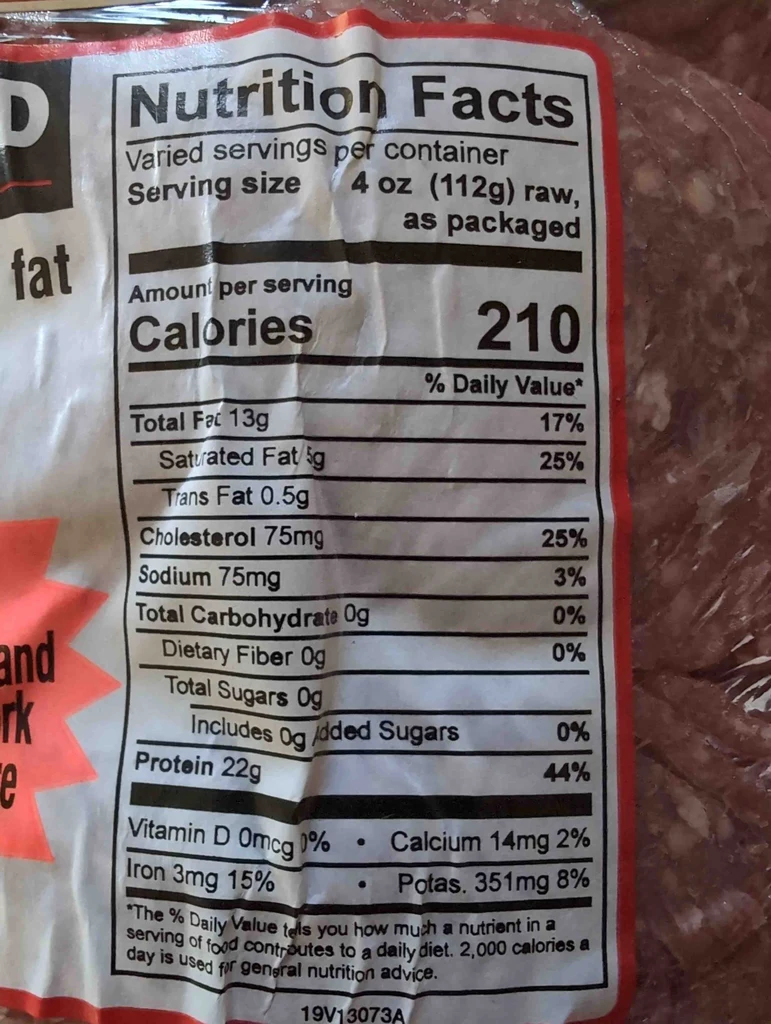 D
fat
and
rk
e
Nutrition Facts
Varied servings per container
Serving size 4 oz (112g) raw,
as packaged
Amount per serving
Calories 210
% Daily Value*
Total Fat 13g 17%
Saturated Fat 5g 25%
Trans Fat 0.5g
Cholesterol 75mg 25%
Sodium 75mg 3%
Total Carbohydrate 0g 0%
Dietary Fiber 0g 0%
Total Sugars 0g
Includes 0g Added Sugars 0%
Protein 22g 44%
Vitamin D 0mcg 0% • Calcium 14mg 2%
Iron 3mg 15% • Potas. 351mg 8%
*The % Daily Value tells you how much a nutrient in a
serving of food contributes to a daily diet. 2,000 calories a
day is used for general nutrition advice.
19V13073A